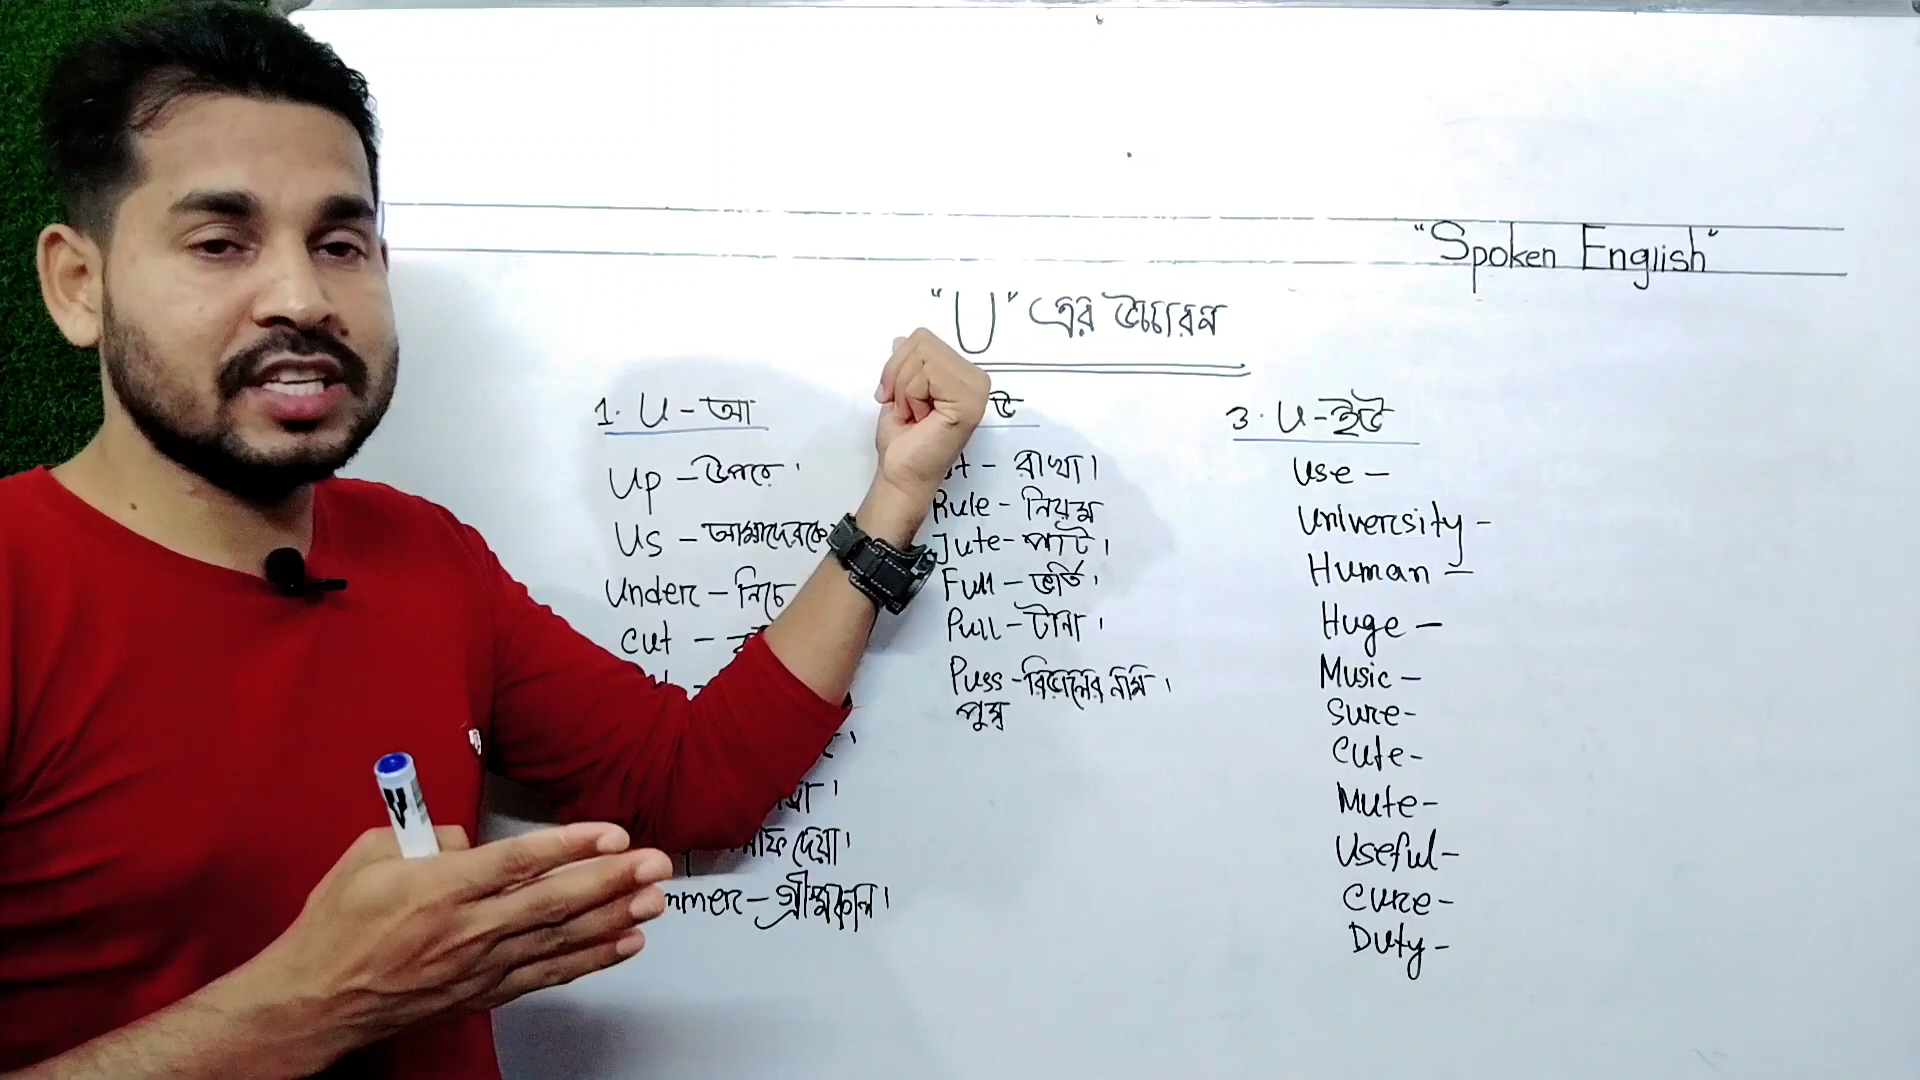 "Spoken English"
"U" এর উচ্চারন
1. U - আ
Up - উপরে।
Us - আমাদেরকে
Under - নিচে
Cut -
মাফ দেয়া।
mmer - গ্রীষ্মকাল।
- রাখা।
Rule - নিয়ম
Jute - পাট।
Full - ভর্তি।
Pull - টানা।
Puss - বিড়ালের নাম।
পুস্
3. U - ইউ
Use -
University -
Human -
Huge -
Music -
Sure -
Cute -
Mute -
Useful -
Cure -
Duty -